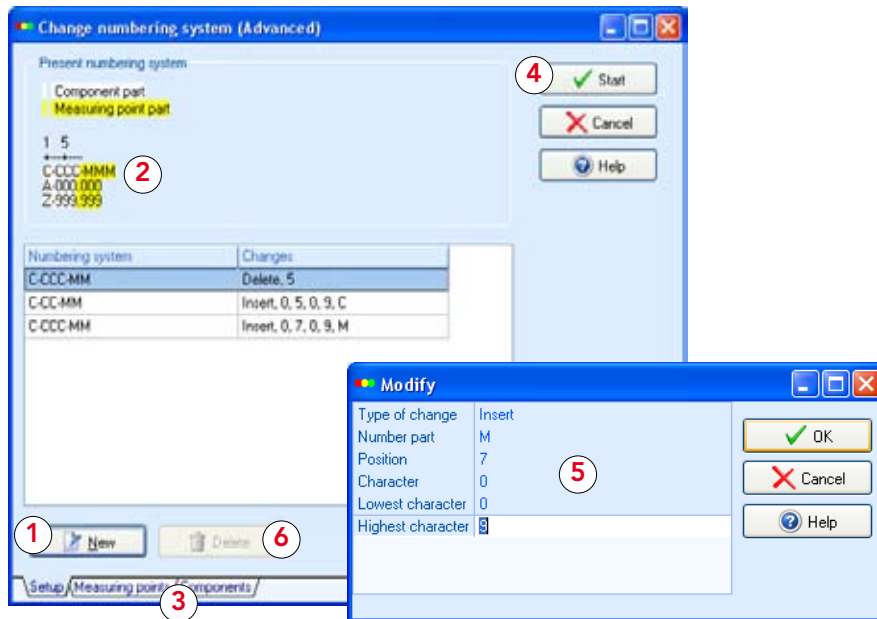 Change numbering system (Advanced)
Present numbering system
Component part
Measuring point part
1 5
C-CCC-MMM
A-000.000
Z-999.999
2
4
Start
Cancel
Help
Numbering system Changes
C-CCC-MM Delete, 5
C-CC-MM Insert, 0, 5, 0, 9, C
C-CCC-MM Insert, 0, 7, 0, 9, M
1
New
Delete
6
Setup Measuring points Components
3
Modify
Type of change Insert
Number part M
Position 7
Character 0
Lowest character 0
Highest character 9
5
OK
Cancel
Help